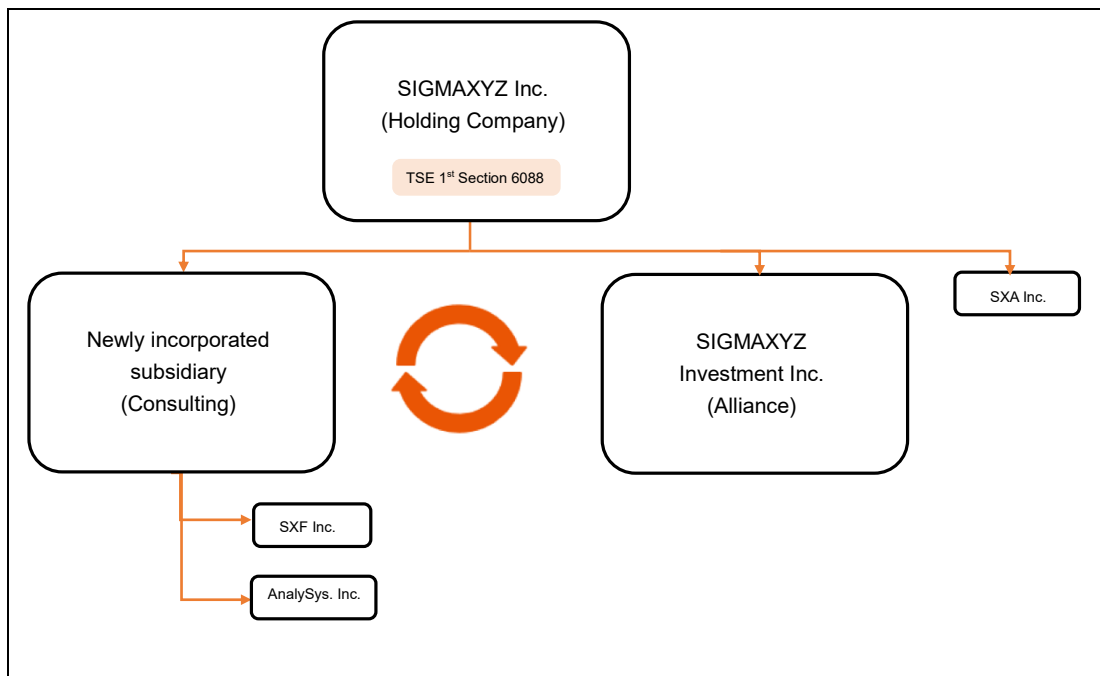 SIGMAXYZ Inc.
(Holding Company)
TSE 1st Section 6088
Newly incorporated
subsidiary
(Consulting)
SIGMAXYZ
Investment Inc.
(Alliance)
SXA Inc.
SXF Inc.
AnalySys. Inc.